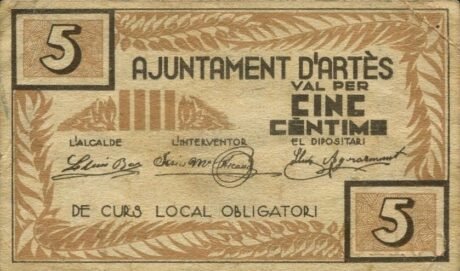 5
AJUNTAMENT D'ARTÈS
VAL PER
CINC
CÈNTIMS
L'ALCALDE L'INTERVENTOR EL DIPOSITARI
DE CURS LOCAL OBLIGATORI
5